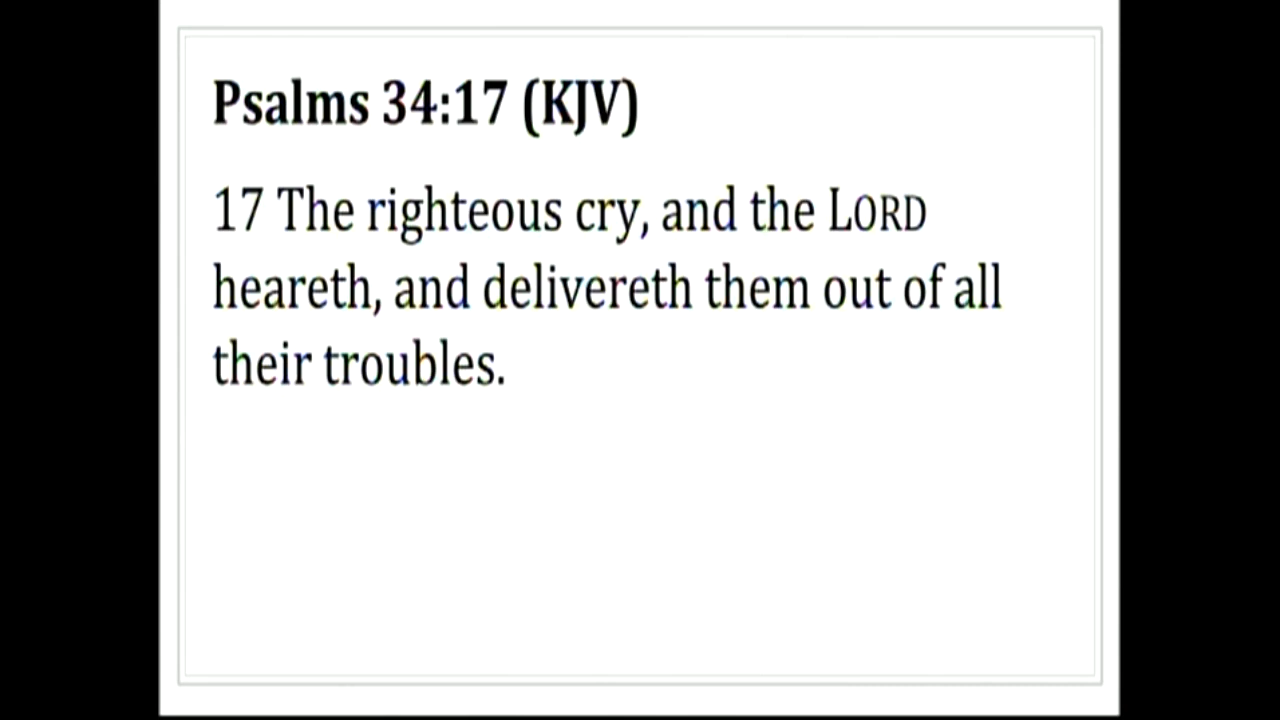 Psalms 34:17 (KJV)
17 The righteous cry, and the LORD
heareth, and delivereth them out of all
their troubles.